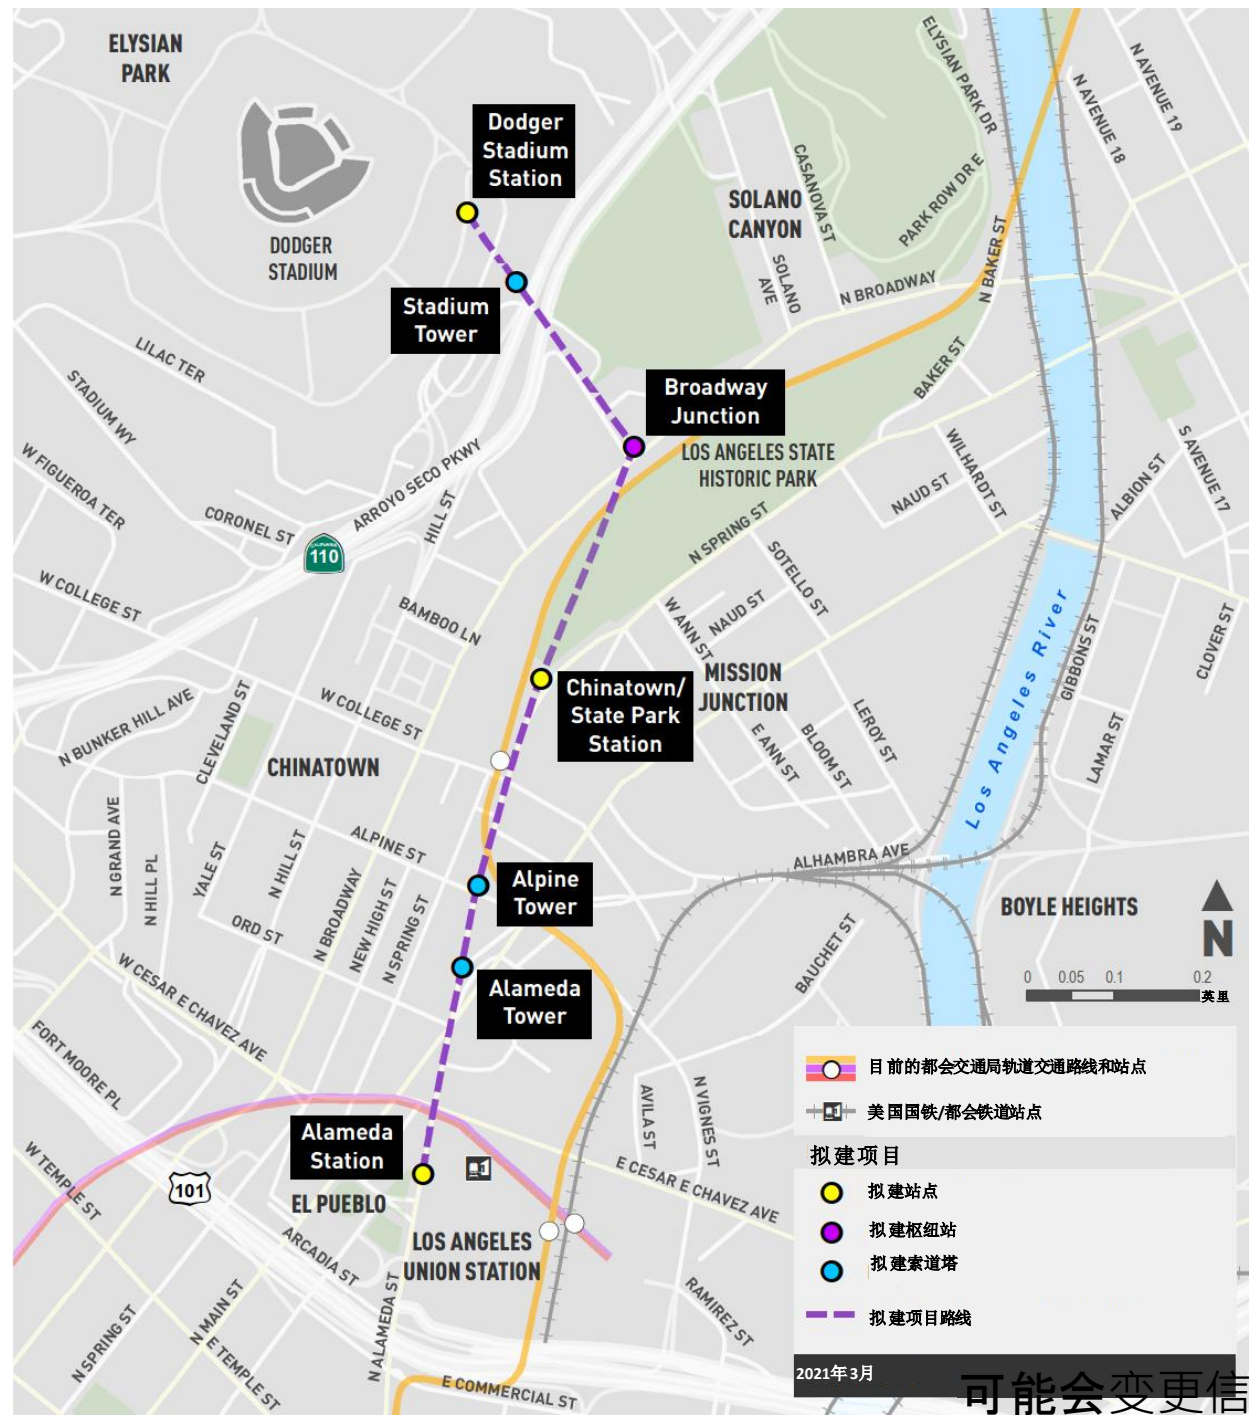 ELYSIAN
PARK
ELYSIAN PARK DR
N AVENUE 19
N AVENUE 18
Dodger
Stadium
Station
CASANOVA ST
PARK ROW DR E
SOLANO
CANYON
DODGER
STADIUM
SOLANO
AVE
N BROADWAY
N BAKER ST
Stadium
Tower
LILAC TER
STADIUM WY
BAKER ST
Broadway
Junction
LOS ANGELES STATE
HISTORIC PARK
W FIGUEROA TER
ARROYO SECO PKWY
HILL ST
CORONEL ST
CALIFORNIA
110
WILHARDT ST
NAUD ST
ALBION ST
S AVENUE 17
N SPRING ST
SOTELLO ST
W COLLEGE ST
BAMBOO LN
W ANN ST
NAUD ST
Los Angeles River
GIBBONS ST
CLOVER ST
Chinatown/
State Park
Station
MISSION
JUNCTION
N BUNKER HILL AVE
CLEVELAND ST
W COLLEGE ST
E ANN ST
BLOOM ST
LEROY ST
LAMAR ST
CHINATOWN
N GRAND AVE
N HILL PL
YALE ST
N HILL ST
ALPINE ST
ALHAMBRA AVE
Alpine
Tower
ORD ST
N BROADWAY
NEW HIGH ST
N SPRING ST
BOYLE HEIGHTS
N
BAUCHET ST
W CESAR E CHAVEZ AVE
Alameda
Tower
0 0.05 0.1 0.2
英里
FORT MOORE PL
AVILA ST
N VIGNES ST
目前的都会交通局轨道交通路线和站点
美国国铁/都会铁道站点
Alameda
Station
E CESAR E CHAVEZ AVE
拟建项目
W TEMPLE ST
101
EL PUEBLO
拟建站点
拟建枢纽站
拟建索道塔
拟建项目路线
ARCADIA ST
LOS ANGELES
UNION STATION
N ALAMEDA ST
RAMIREZ ST
N SPRING ST
N MAIN ST
E TEMPLE ST
E COMMERCIAL ST
2021年3月
可能会变更信